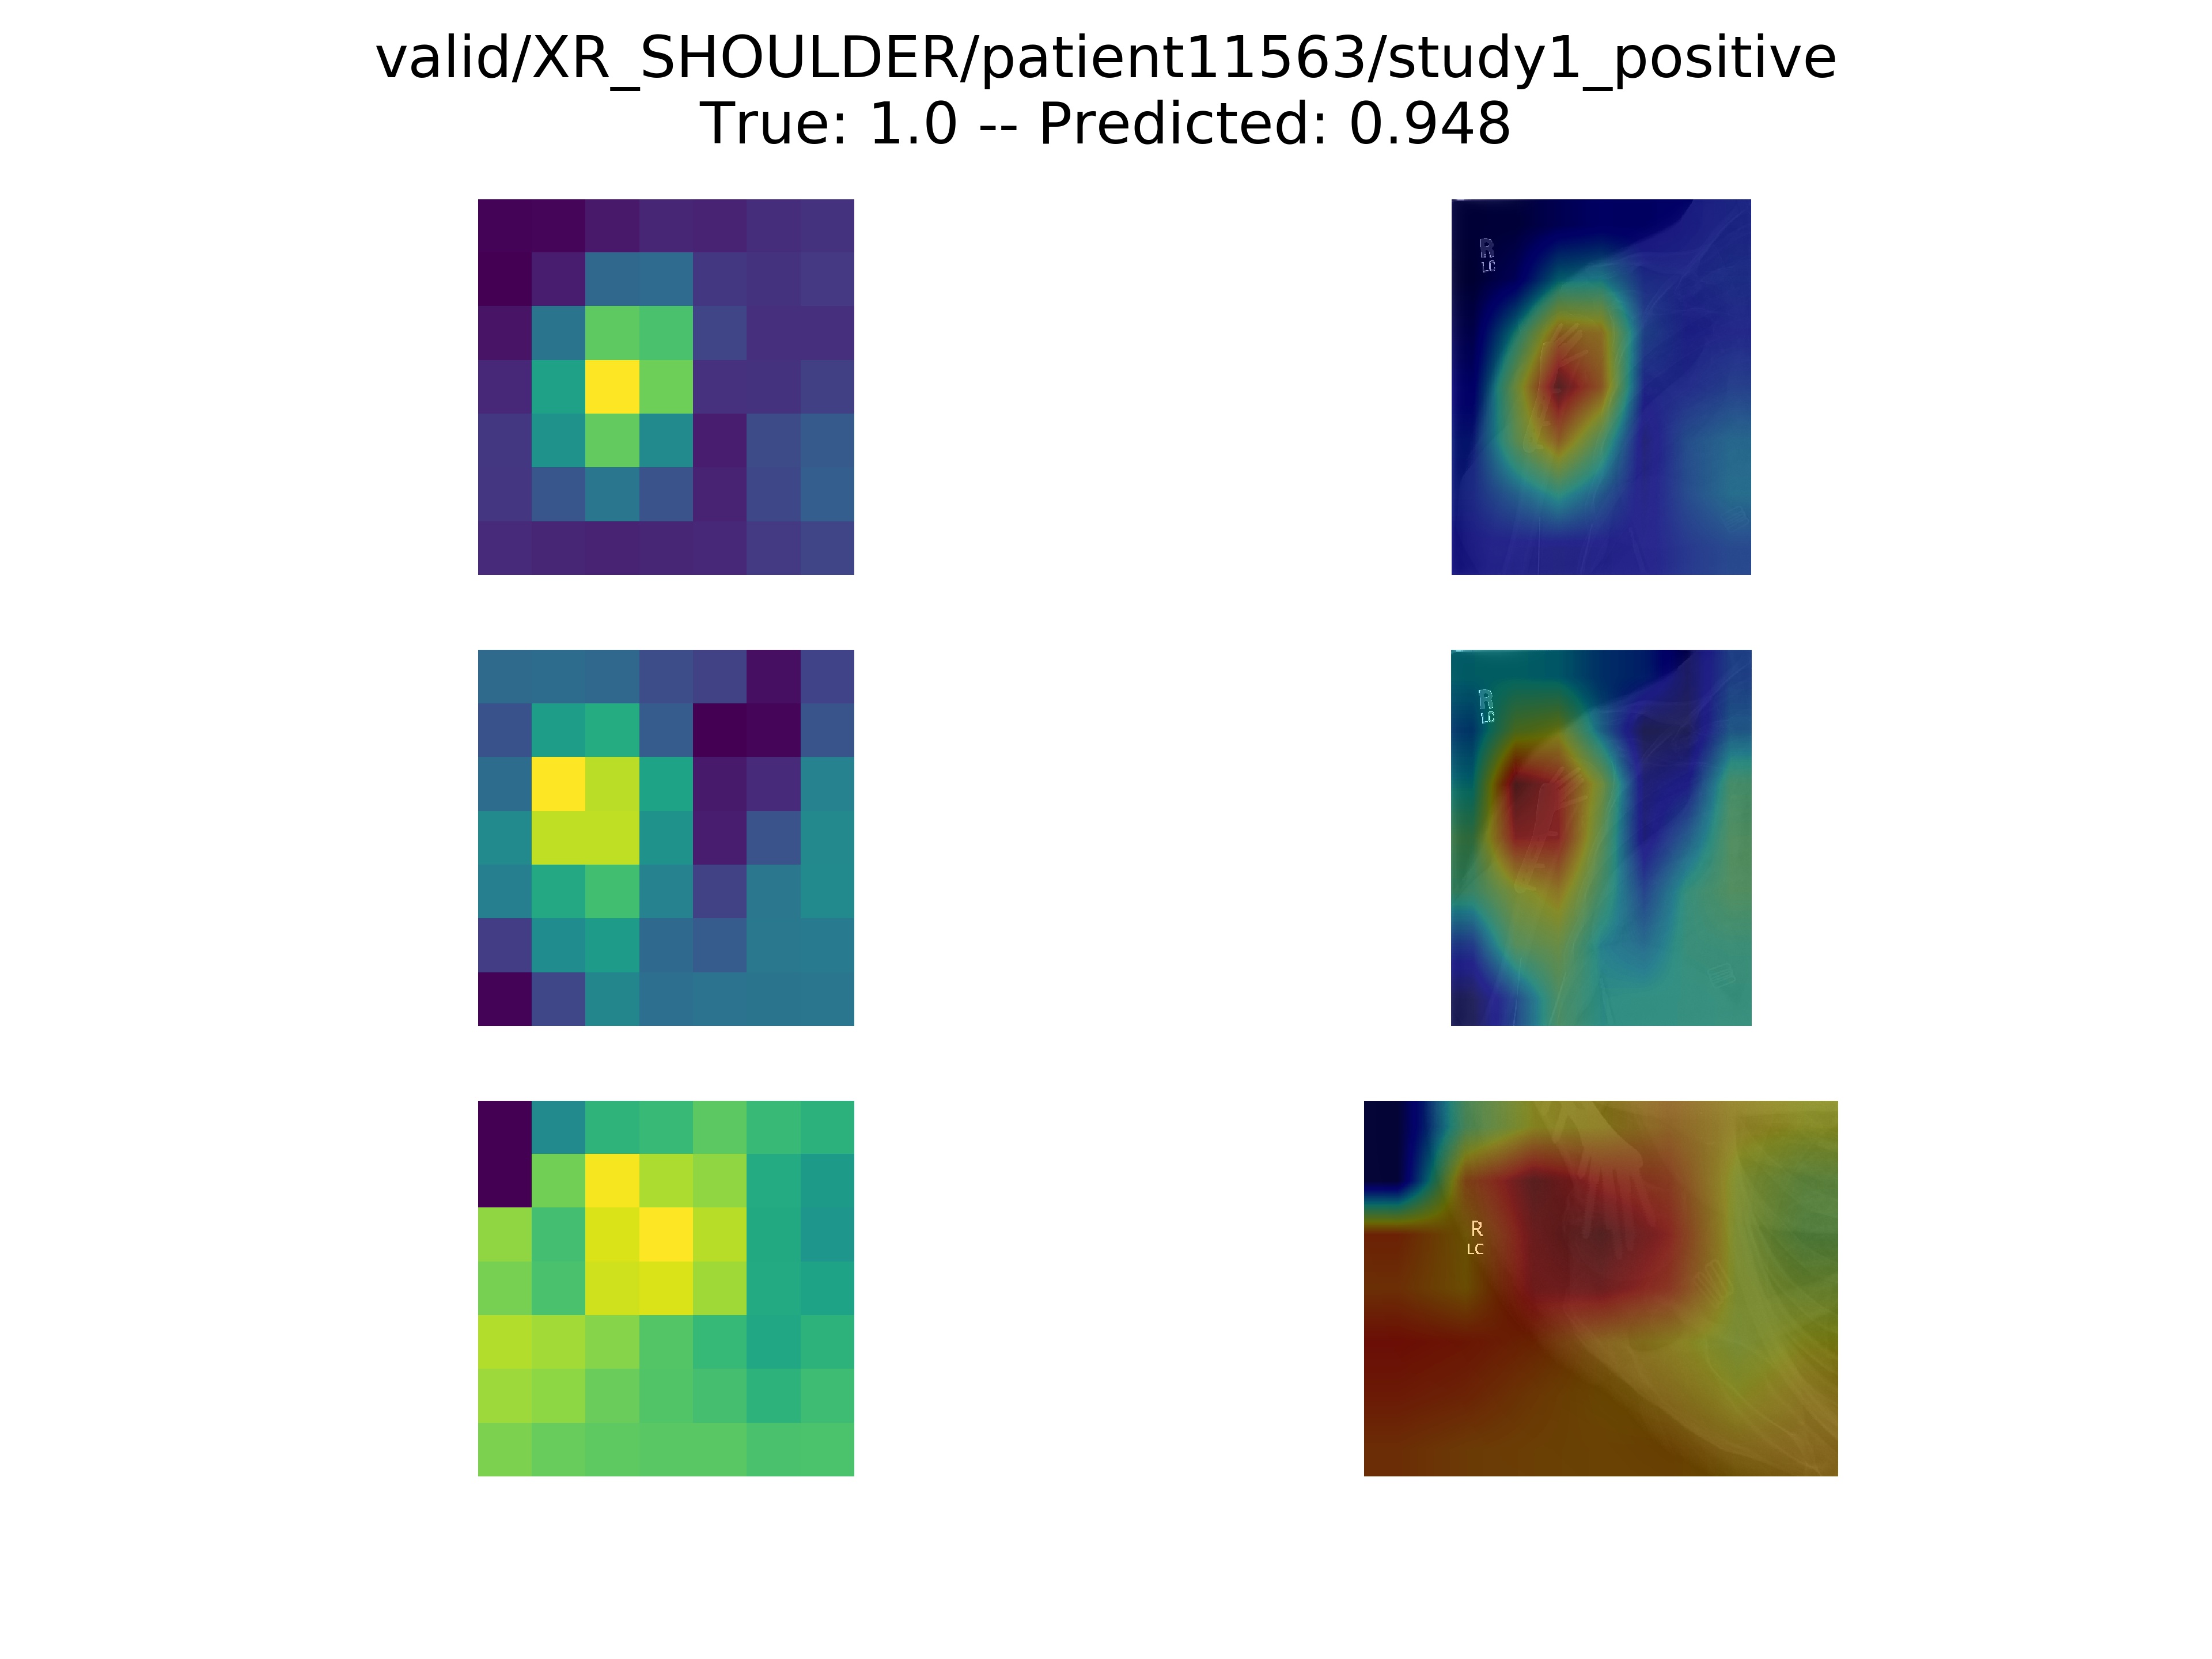 valid/XR_SHOULDER/patient11563/study1_positive
True: 1.0 -- Predicted: 0.948
R
LC
R
LC
R
LC